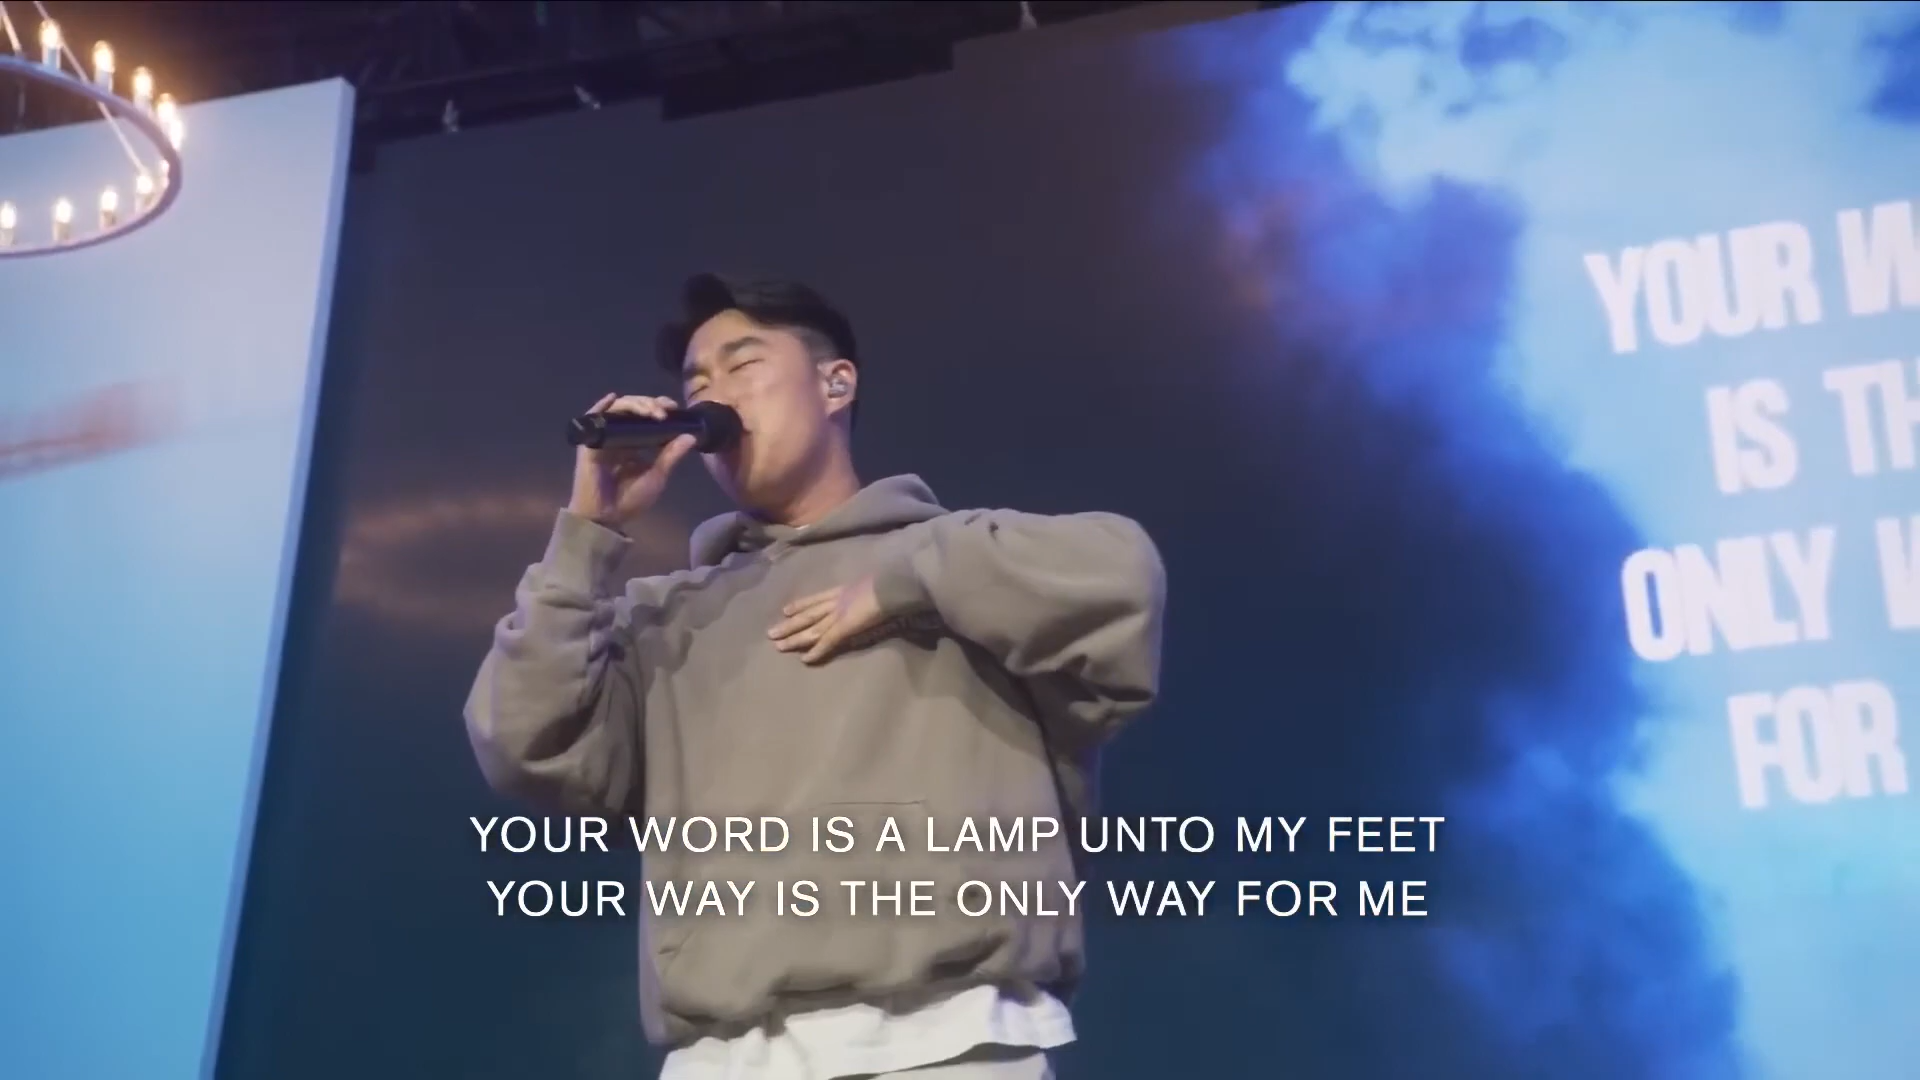 YOUR W
IS TH
ONLY W
FOR
YOUR WORD IS A LAMP UNTO MY FEET
YOUR WAY IS THE ONLY WAY FOR ME